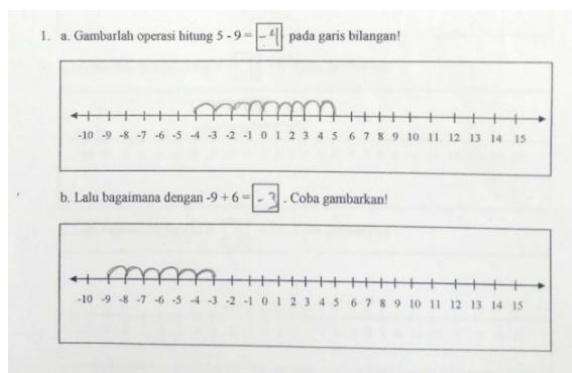 1. a. Gambarlah operasi hitung 5 - 9 = -4 pada garis bilangan!
-10 -9 -8 -7 -6 -5 -4 -3 -2 -1 0 1 2 3 4 5 6 7 8 9 10 11 12 13 14 15
b. Lalu bagaimana dengan -9 + 6 = -3 . Coba gambarkan!
-10 -9 -8 -7 -6 -5 -4 -3 -2 -1 0 1 2 3 4 5 6 7 8 9 10 11 12 13 14 15